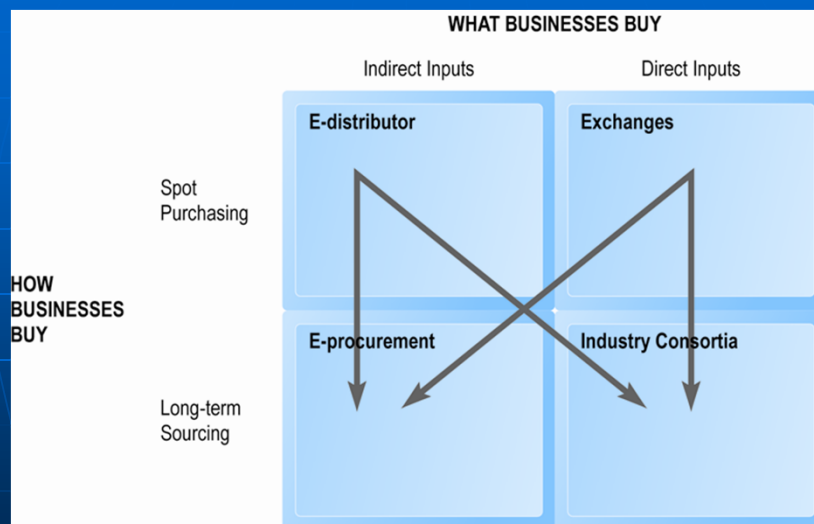 WHAT BUSINESSES BUY
Indirect Inputs
Direct Inputs
E-distributor
Exchanges
Spot
Purchasing
HOW
BUSINESSES
BUY
E-procurement
Industry Consortia
Long-term
Sourcing